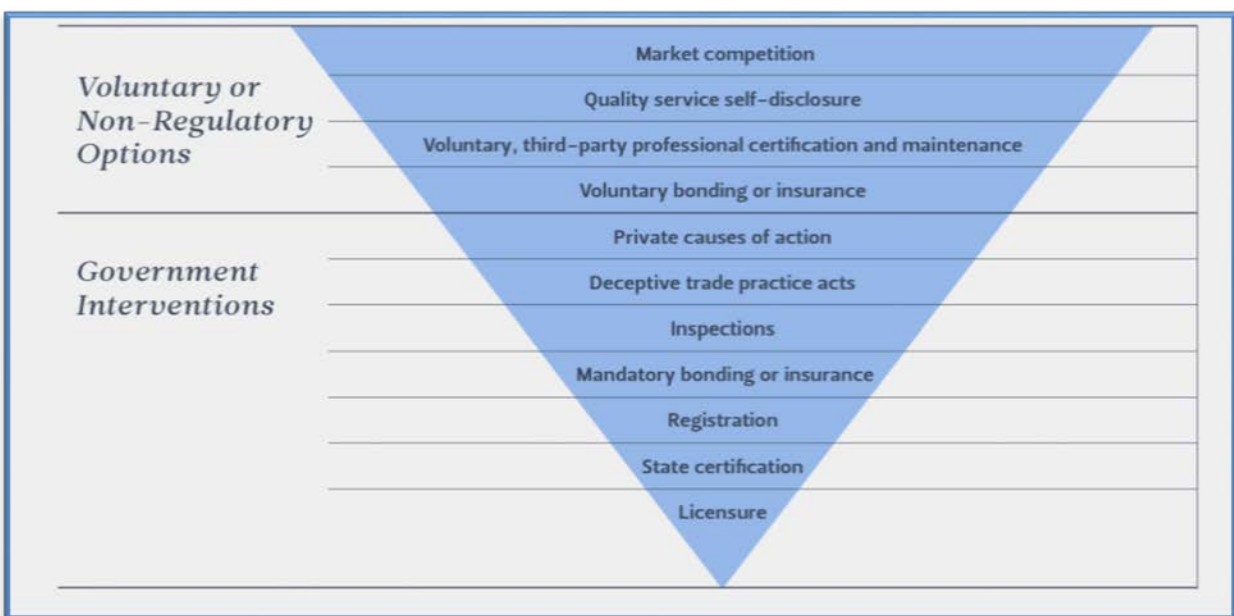 Voluntary or
Non-Regulatory
Options
Market competition
Quality service self-disclosure
Voluntary, third-party professional certification and maintenance
Voluntary bonding or insurance
Government
Interventions
Private causes of action
Deceptive trade practice acts
Inspections
Mandatory bonding or insurance
Registration
State certification
Licensure